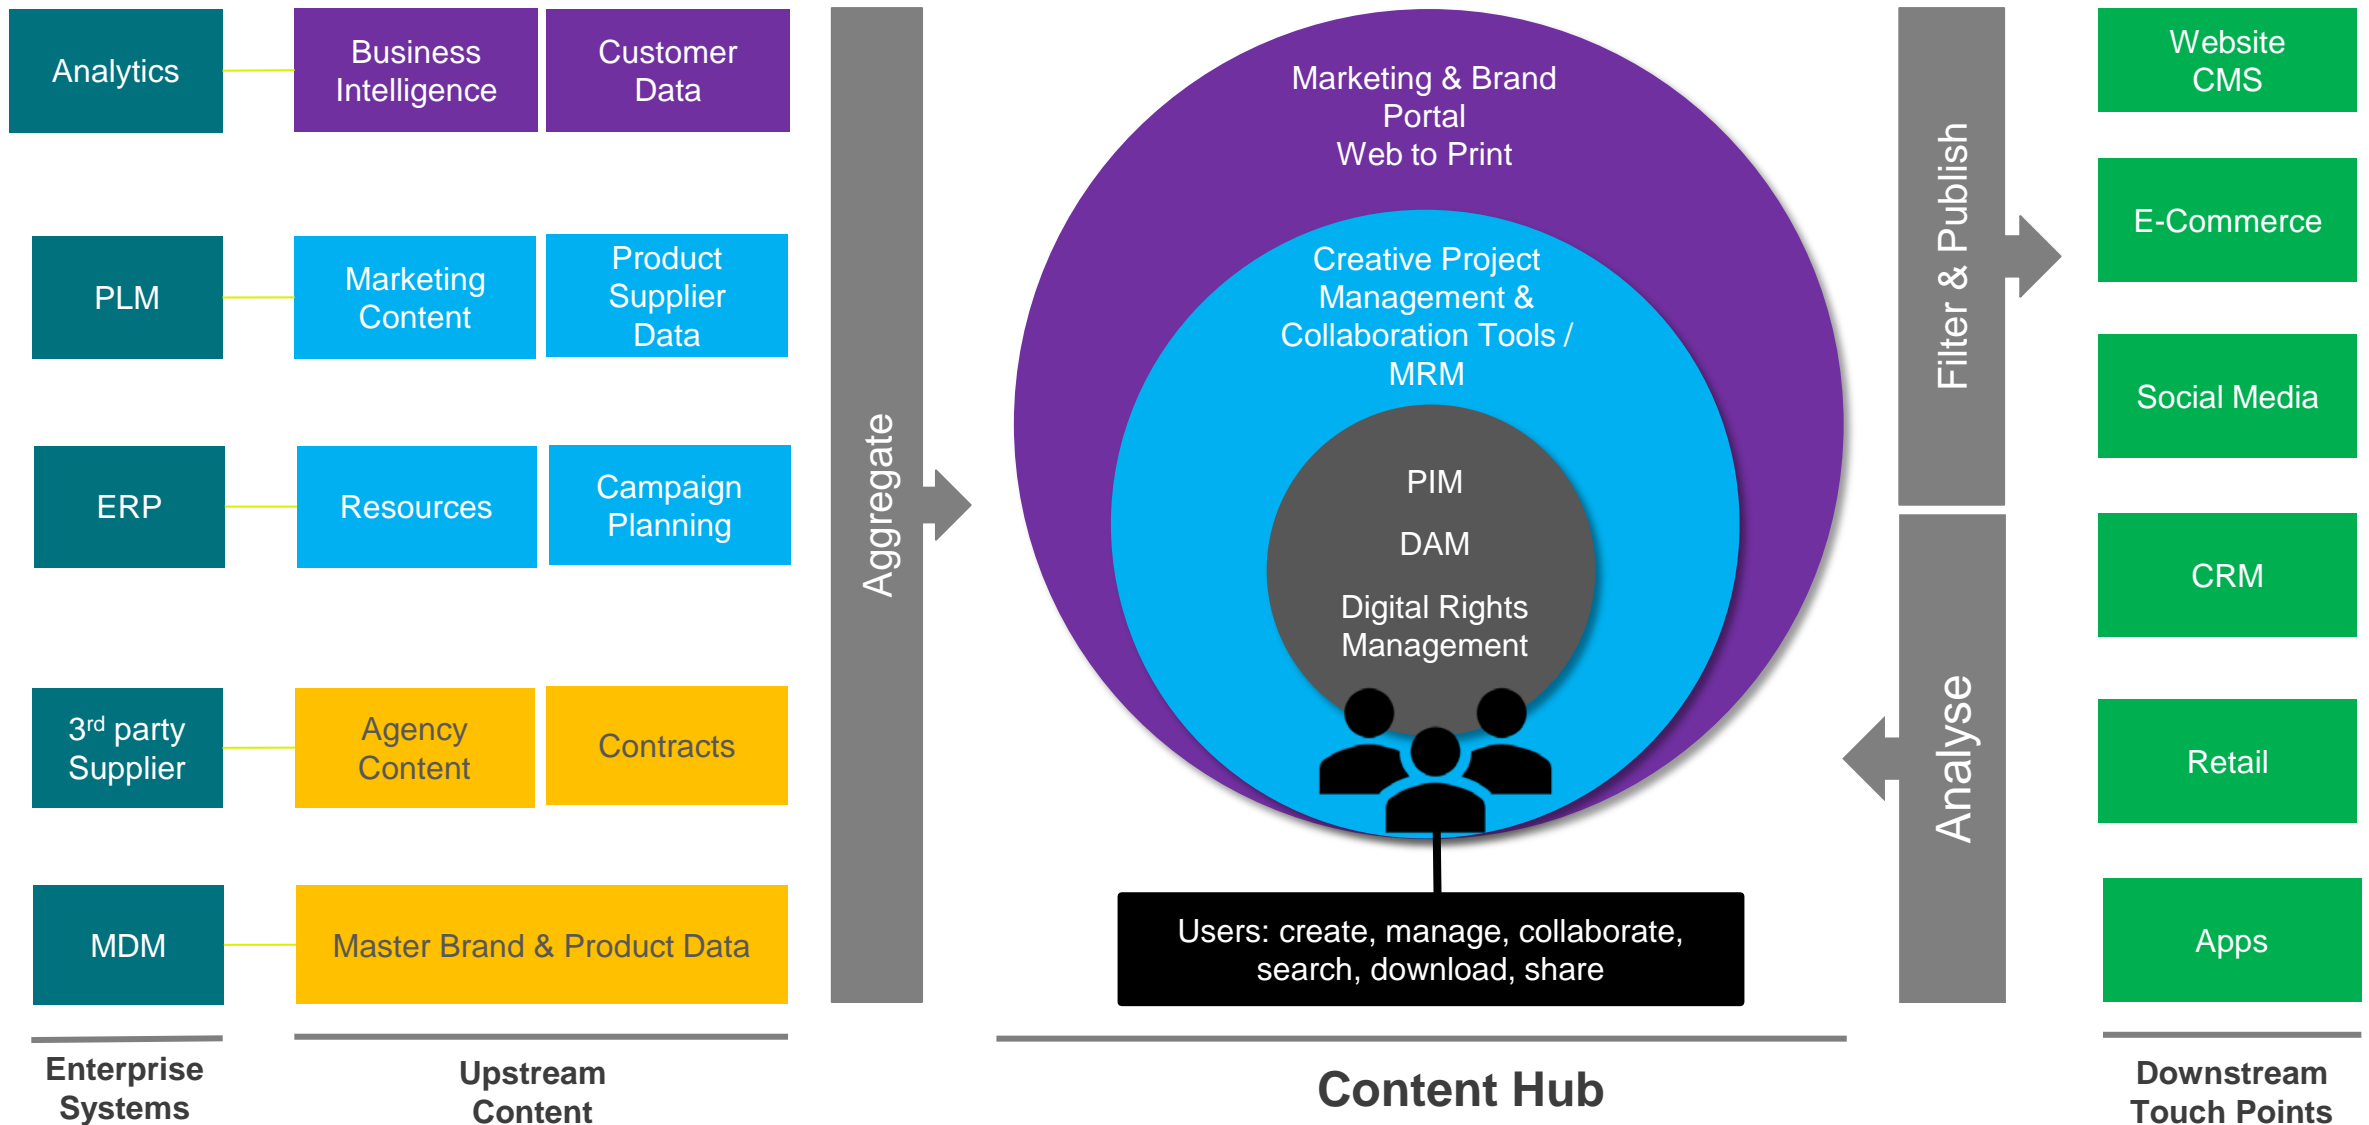 Analytics
Business
Intelligence
Customer
Data
PLM
Marketing
Content
Product
Supplier
Data
ERP
Resources
Campaign
Planning
3rd party
Supplier
Agency
Content
Contracts
MDM
Master Brand & Product Data
Enterprise
Systems
Upstream
Content
Aggregate
Marketing & Brand
Portal
Web to Print
Creative Project
Management &
Collaboration Tools /
MRM
PIM
DAM
Digital Rights
Management
Users: create, manage, collaborate,
search, download, share
Content Hub
Filter & Publish
Analyse
Website
CMS
E-Commerce
Social Media
CRM
Retail
Apps
Downstream
Touch Points